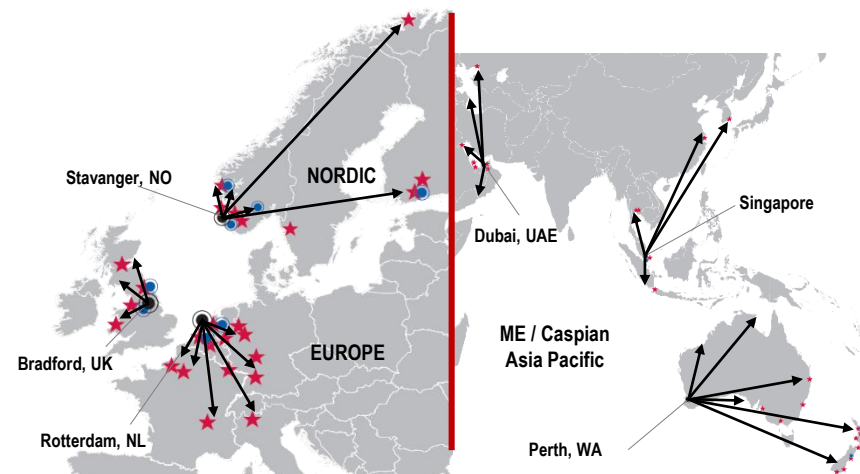 Stavanger, NO
NORDIC
Bradford, UK
EUROPE
Rotterdam, NL
Singapore
Dubai, UAE
ME / Caspian
Asia Pacific
Perth, WA